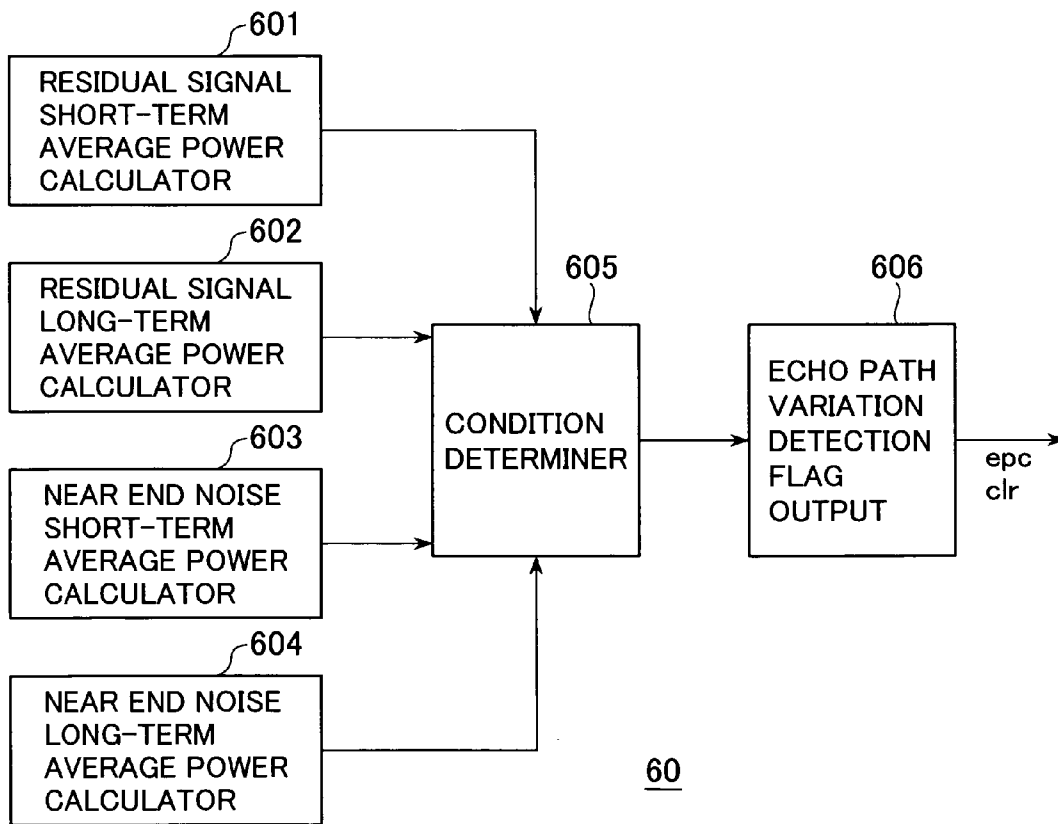 601
RESIDUAL SIGNAL
SHORT-TERM
AVERAGE POWER
CALCULATOR
602
RESIDUAL SIGNAL
LONG-TERM
AVERAGE POWER
CALCULATOR
603
NEAR END NOISE
SHORT-TERM
AVERAGE POWER
CALCULATOR
604
NEAR END NOISE
LONG-TERM
AVERAGE POWER
CALCULATOR
605
CONDITION
DETERMINER
606
ECHO PATH
VARIATION
DETECTION
FLAG
OUTPUT
epc
clr
60